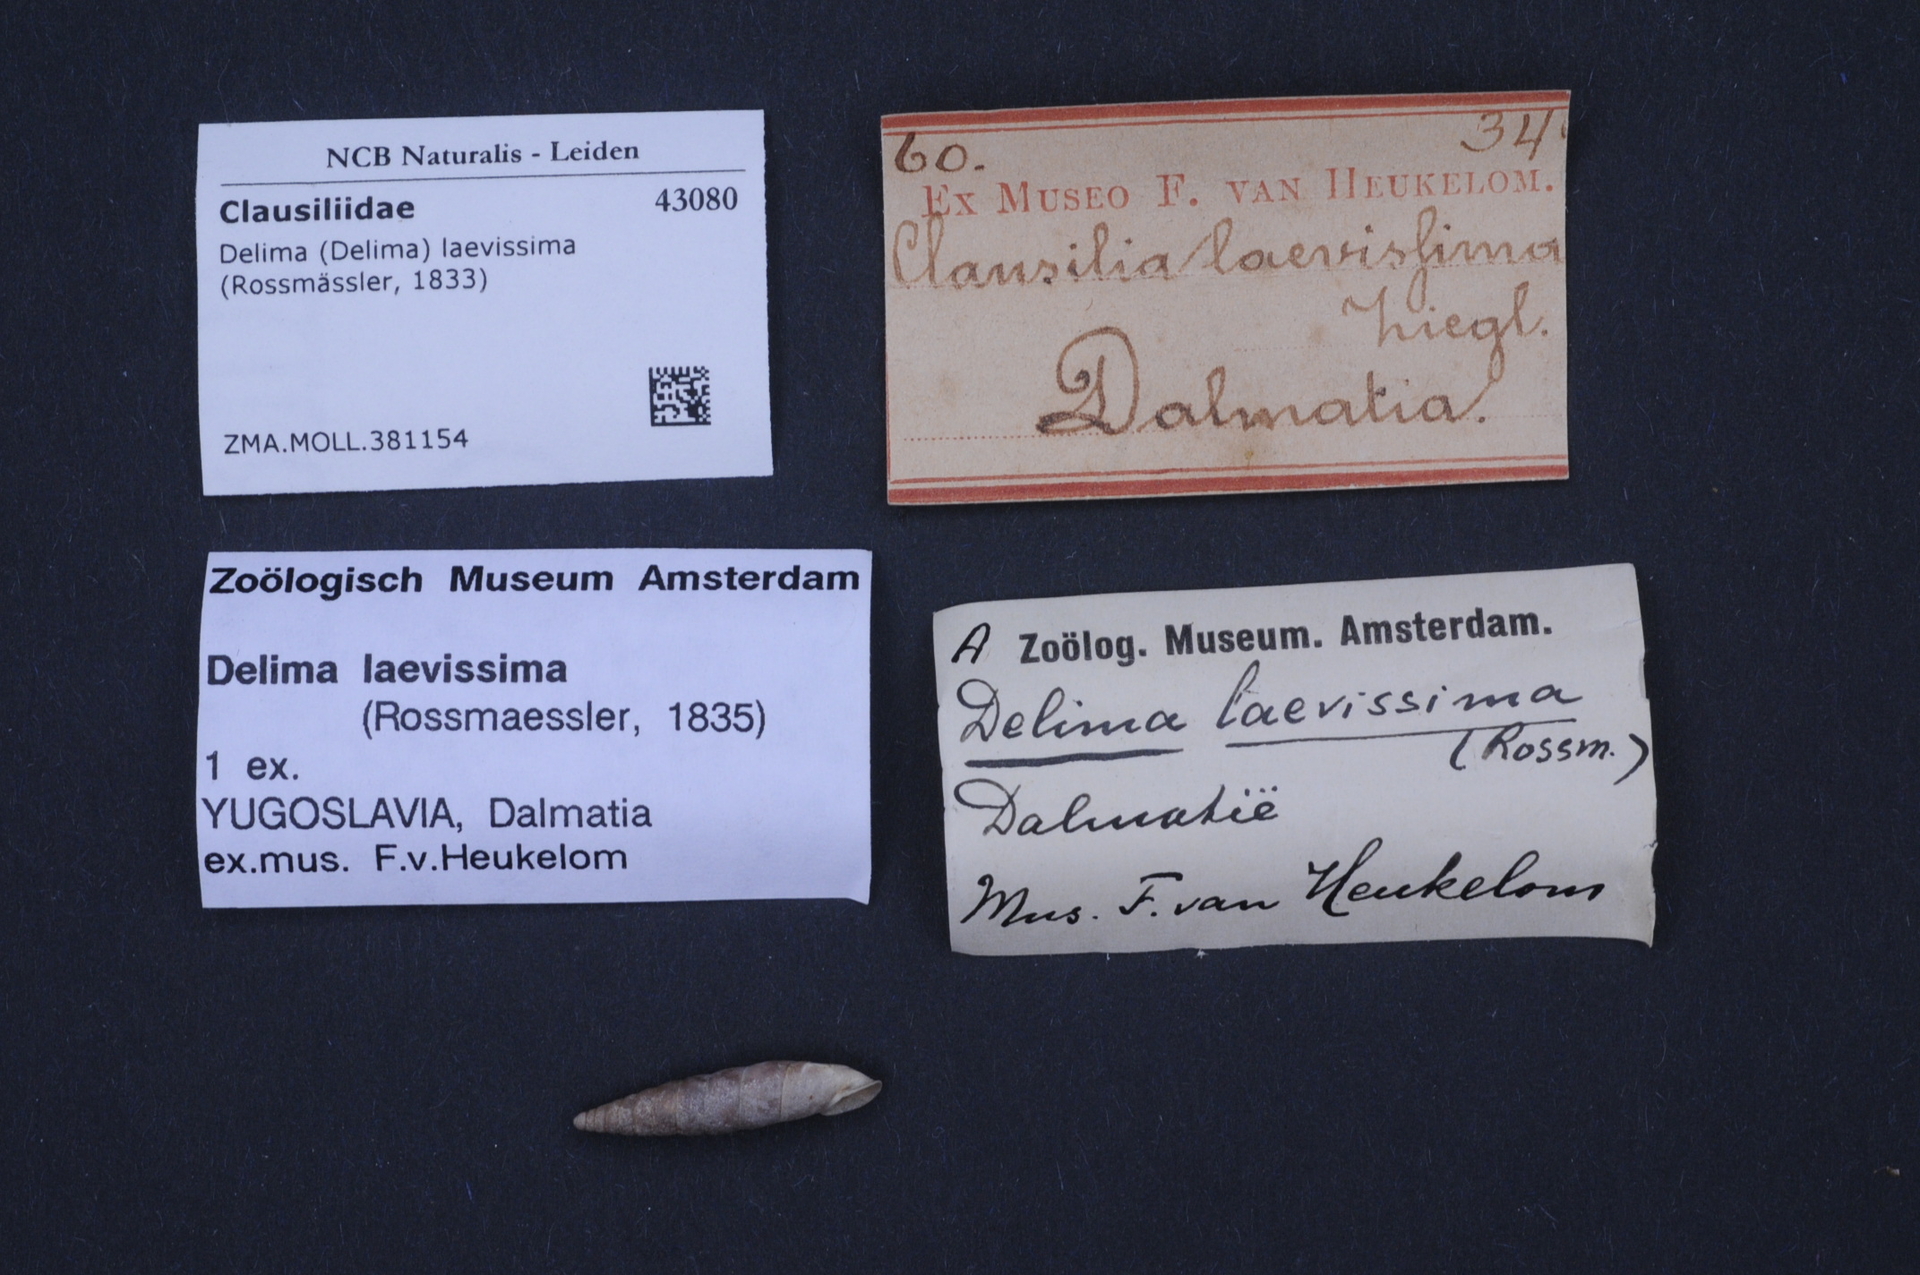 NCB Naturalis - Leiden
Clausiliidae 43080
Delima (Delima) laevissima
(Rossmässler, 1833)
ZMA.MOLL.381154
60. 34
Ex Museo F. van Heukelom.
Clausilia laevissima
Ziegl.
Dalmatia.
Zoölogisch Museum Amsterdam
Delima laevissima
(Rossmaessler, 1835)
1 ex.
YUGOSLAVIA, Dalmatia
ex.mus. F.v.Heukelom
A Zoölog. Museum. Amsterdam.
Delima laevissima
(Rossm.)
Dalmatië
Mus. F. van Heukelom